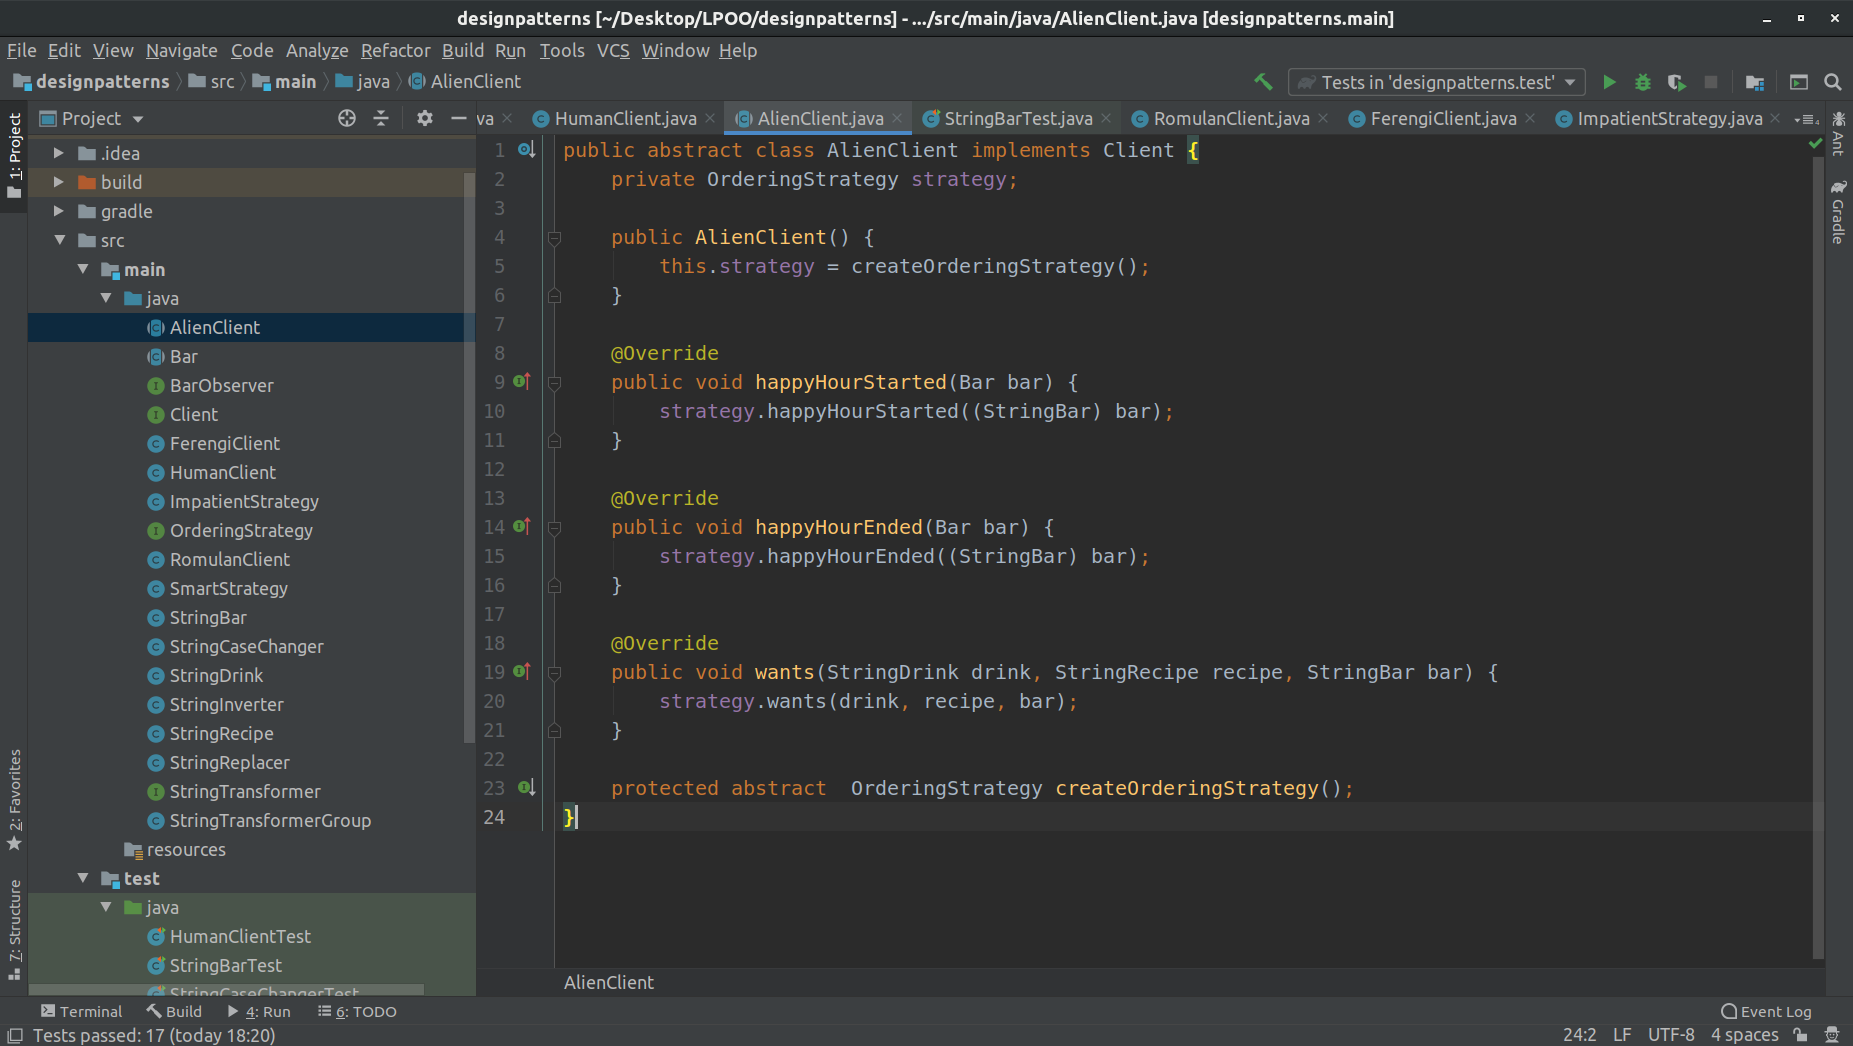 designpatterns [~/Desktop/LPOO/designpatterns] - .../src/main/java/AlienClient.java [designpatterns.main]
File Edit View Navigate Code Analyze Refactor Build Run Tools VCS Window Help
designpatterns src main java AlienClient
Tests in 'designpatterns.test'
1: Project
Project
va HumanClient.java AlienClient.java StringBarTest.java RomulanClient.java FerengiClient.java ImpatientStrategy.java
.idea
build
gradle
src
main
java
AlienClient
Bar
BarObserver
Client
FerengiClient
HumanClient
ImpatientStrategy
OrderingStrategy
RomulanClient
SmartStrategy
StringBar
StringCaseChanger
StringDrink
StringInverter
StringRecipe
StringReplacer
StringTransformer
StringTransformerGroup
resources
test
java
HumanClientTest
StringBarTest
StringCaseChangerTest
2: Favorites
7: Structure
1 public abstract class AlienClient implements Client {
2 private OrderingStrategy strategy;
3
4 public AlienClient() {
5 this.strategy = createOrderingStrategy();
6 }
7
8 @Override
9 public void happyHourStarted(Bar bar) {
10 strategy.happyHourStarted((StringBar) bar);
11 }
12
13 @Override
14 public void happyHourEnded(Bar bar) {
15 strategy.happyHourEnded((StringBar) bar);
16 }
17
18 @Override
19 public void wants(StringDrink drink, StringRecipe recipe, StringBar bar) {
20 strategy.wants(drink, recipe, bar);
21 }
22
23 protected abstract  OrderingStrategy createOrderingStrategy();
24 }
AlienClient
Ant
Gradle
Terminal Build 4: Run 6: TODO Event Log
Tests passed: 17 (today 18:20) 24:2 LF UTF-8 4 spaces